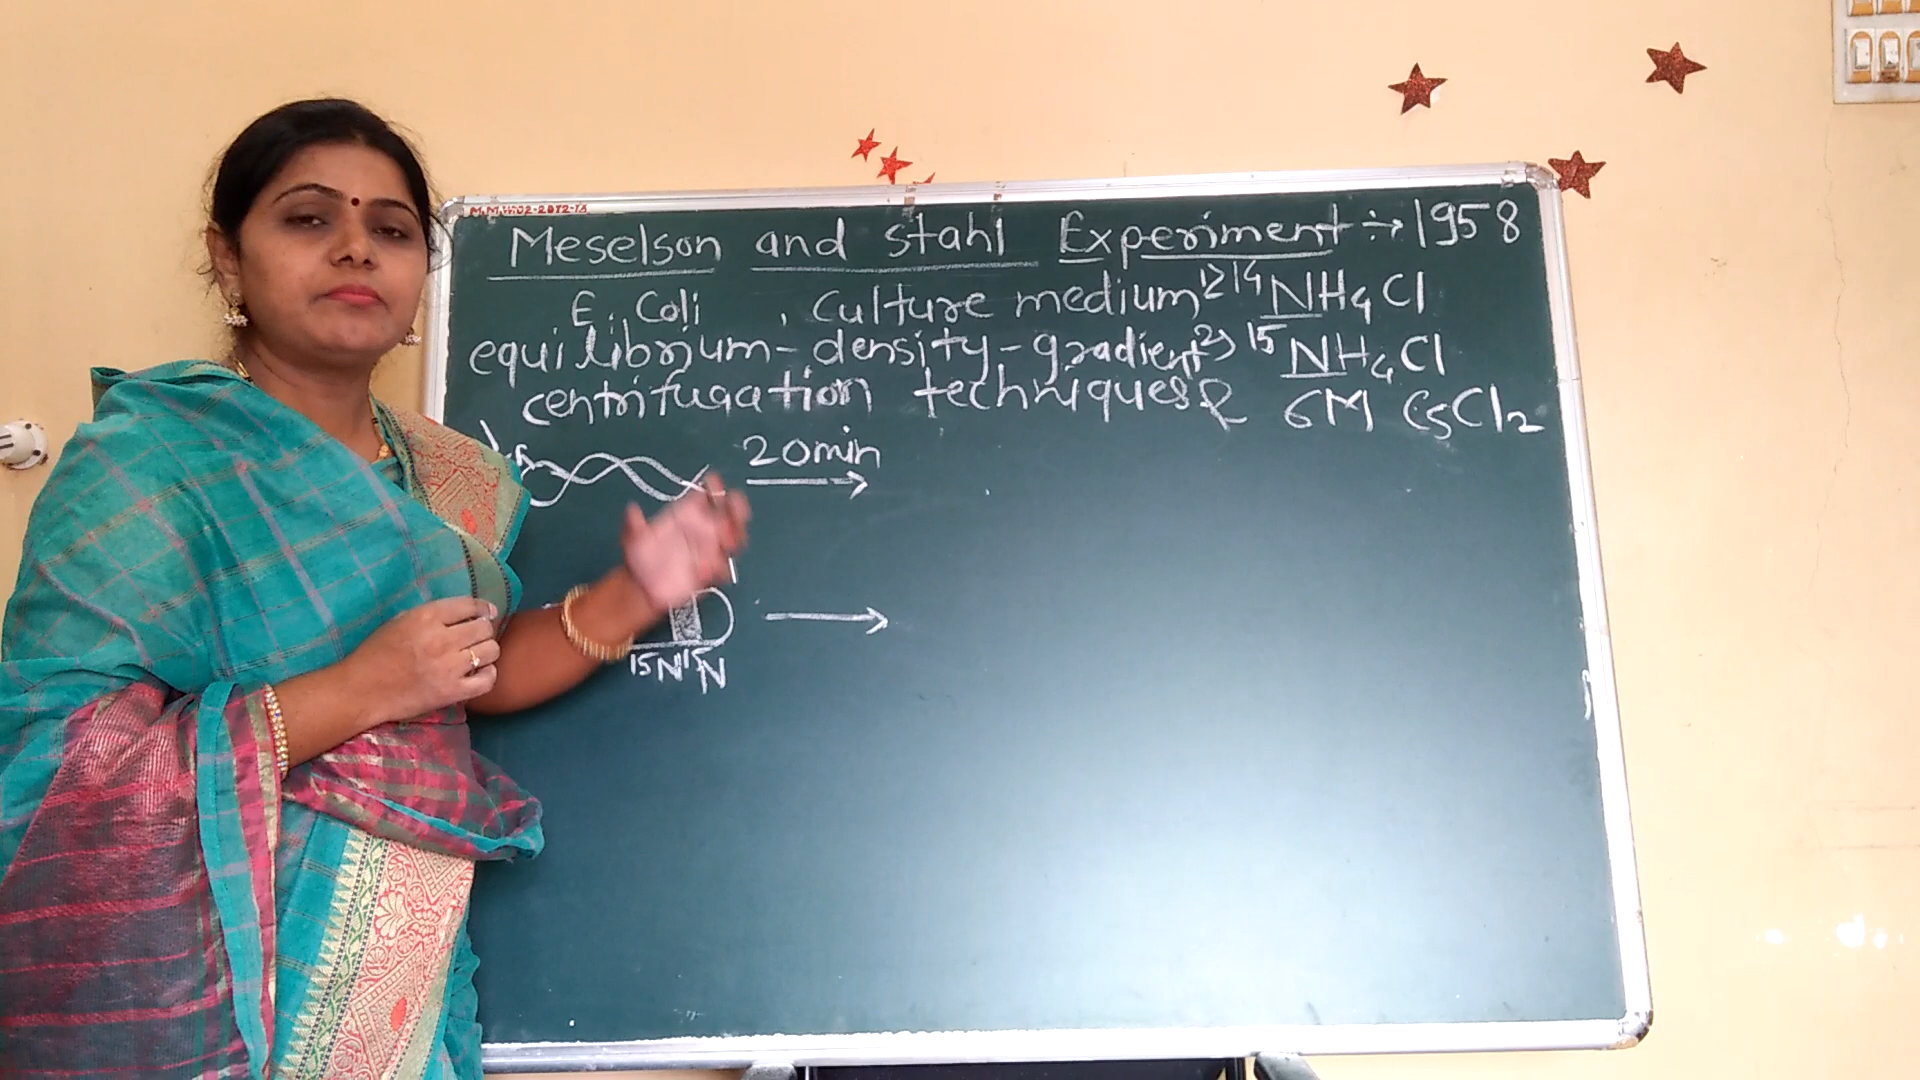 Meselson and stahl Experiment ÷→ 1958
E. Coli , Culture medium, 1) 14NH4Cl
equilibrium-density-gradient 2) 15NH4Cl
centrifugation techniques & 6M CsCl2
20min
15N 15N